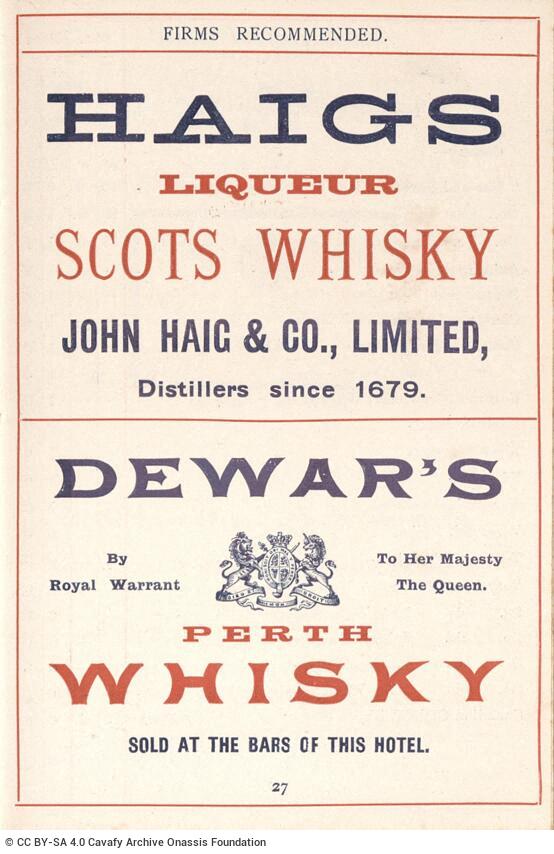 FIRMS RECOMMENDED.
HAIGS
LIQUEUR
SCOTS WHISKY
JOHN HAIG & CO., LIMITED,
Distillers since 1679.
DEWAR'S
By
Royal Warrant
To Her Majesty
The Queen.
PERTH
WHISKY
SOLD AT THE BARS OF THIS HOTEL.
27
© CC BY-SA 4.0 Cavafy Archive Onassis Foundation